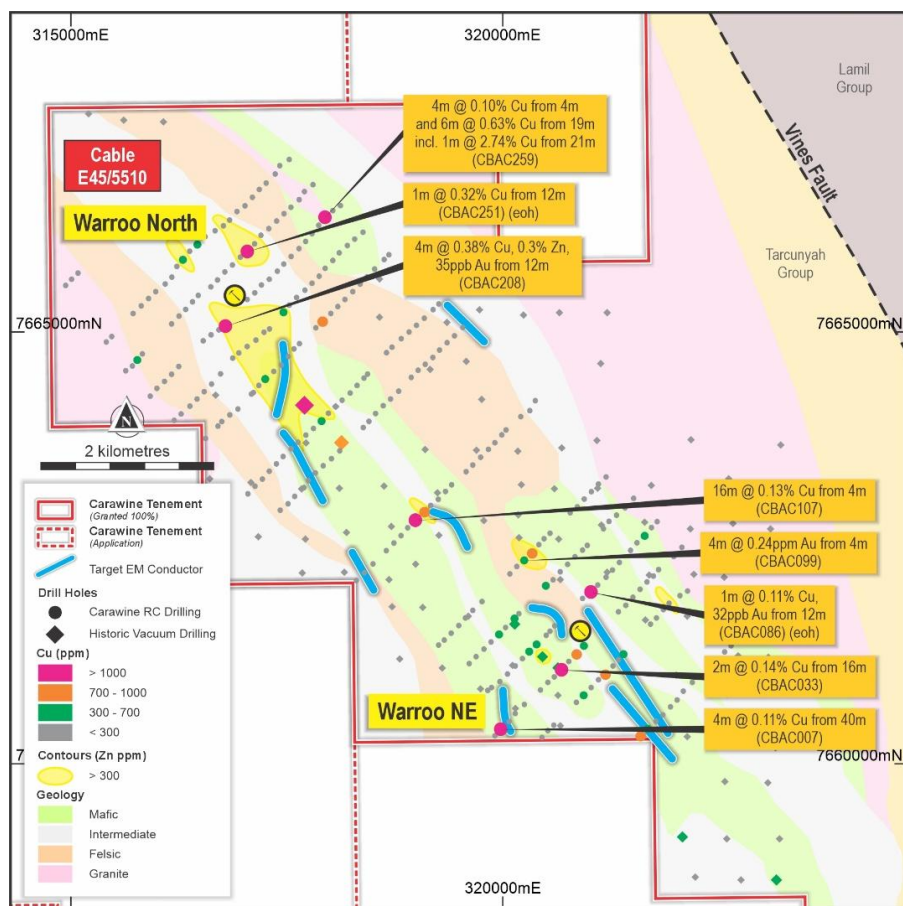 315000mE
320000mE
Lamil
Group
Vines Fault
Tarcunyah
Group
Cable
E45/5510
Warroo North
4m @ 0.10% Cu from 4m
and 6m @ 0.63% Cu from 19m
incl. 1m @ 2.74% Cu from 21m
(CBAC259)
1m @ 0.32% Cu from 12m
(CBAC251) (eoh)
4m @ 0.38% Cu, 0.3% Zn,
35ppb Au from 12m
(CBAC208)
7665000mN
7665000mN
N
2 kilometres
16m @ 0.13% Cu from 4m
(CBAC107)
4m @ 0.24ppm Au from 4m
(CBAC099)
1m @ 0.11% Cu,
32ppb Au from 12m
(CBAC086) (eoh)
2m @ 0.14% Cu from 16m
(CBAC033)
4m @ 0.11% Cu from 40m
(CBAC007)
Warroo NE
7660000mN
320000mE
Carawine Tenement
(Granted 100%)
Carawine Tenement
(Application)
Target EM Conductor
Drill Holes
Carawine RC Drilling
Historic Vacuum Drilling
Cu (ppm)
> 1000
700 - 1000
300 - 700
< 300
Contours (Zn ppm)
> 300
Geology
Mafic
Intermediate
Felsic
Granite